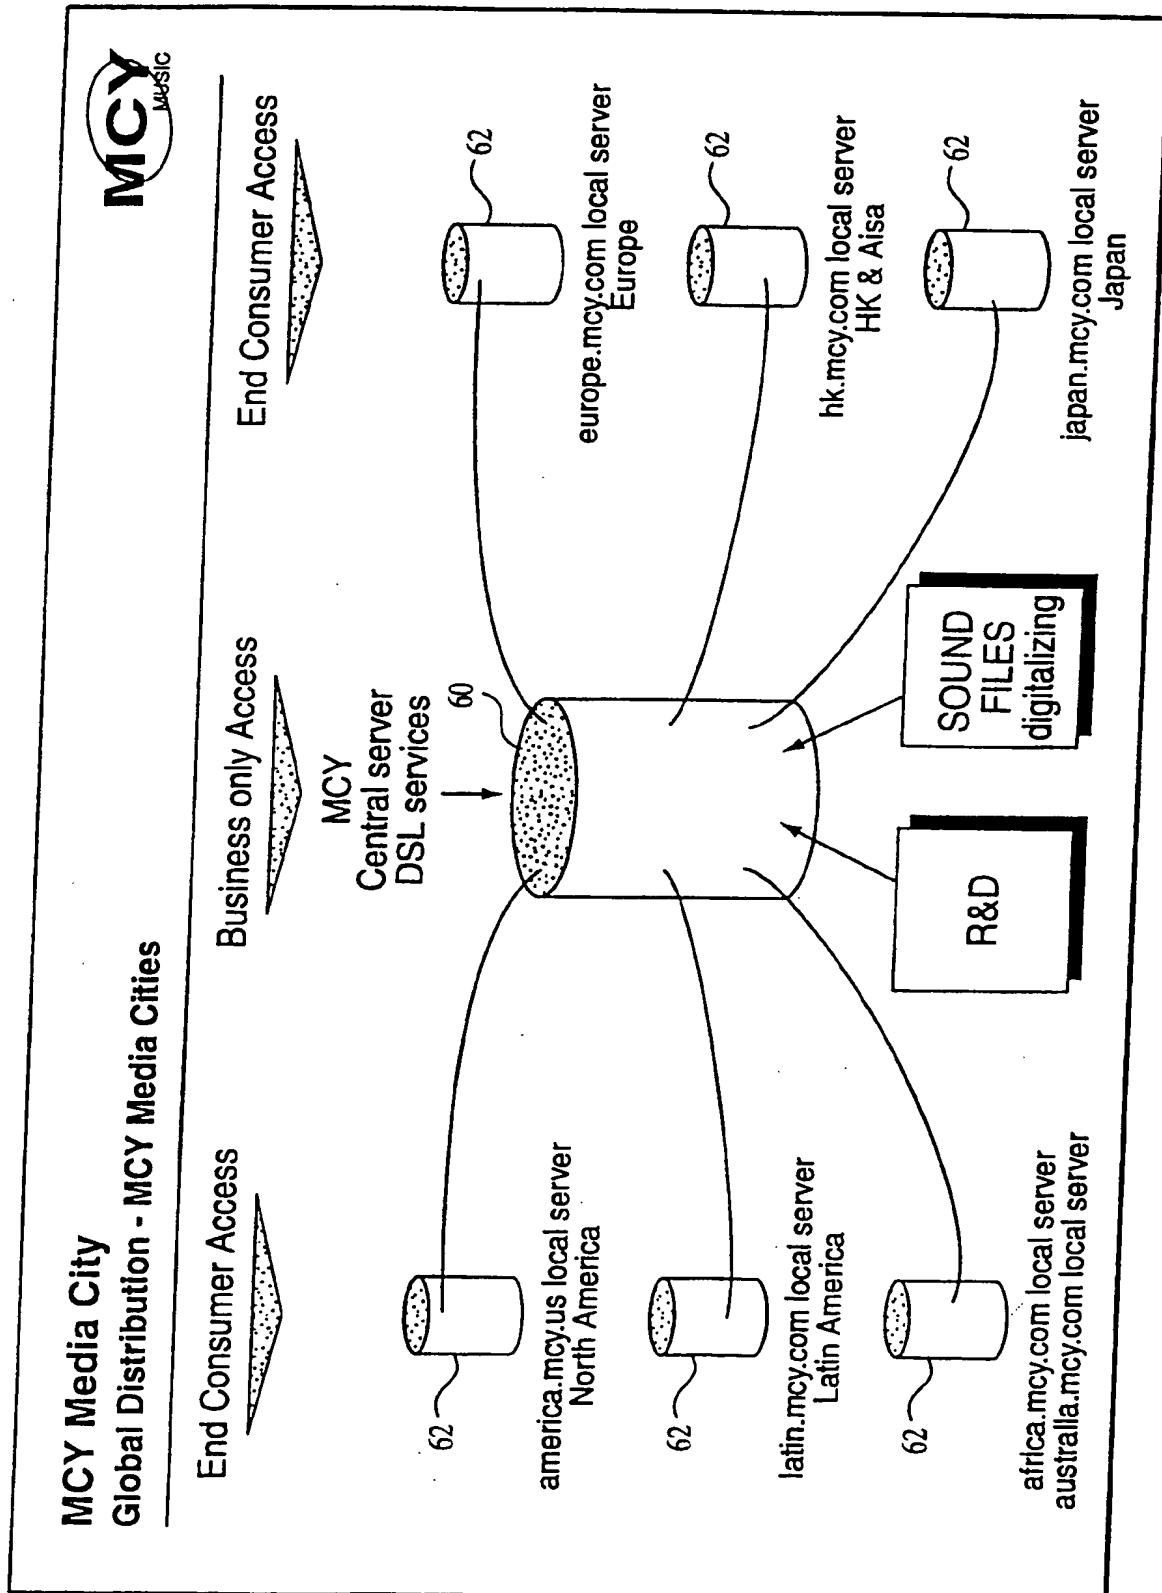 MCY Media City
Global Distribution - MCY Media Cities
MCY
MUSIC
End Consumer Access
Business only Access
End Consumer Access
MCY
Central server
DSL services
60
62
america.mcy.us local server
North America
62
latin.mcy.com local server
Latin America
62
africa.mcy.com local server
australla.mcy.com local server
R&D
SOUND
FILES
digitalizing
62
europe.mcy.com local server
Europe
62
hk.mcy.com local server
HK & Aisa
62
japan.mcy.com local server
Japan